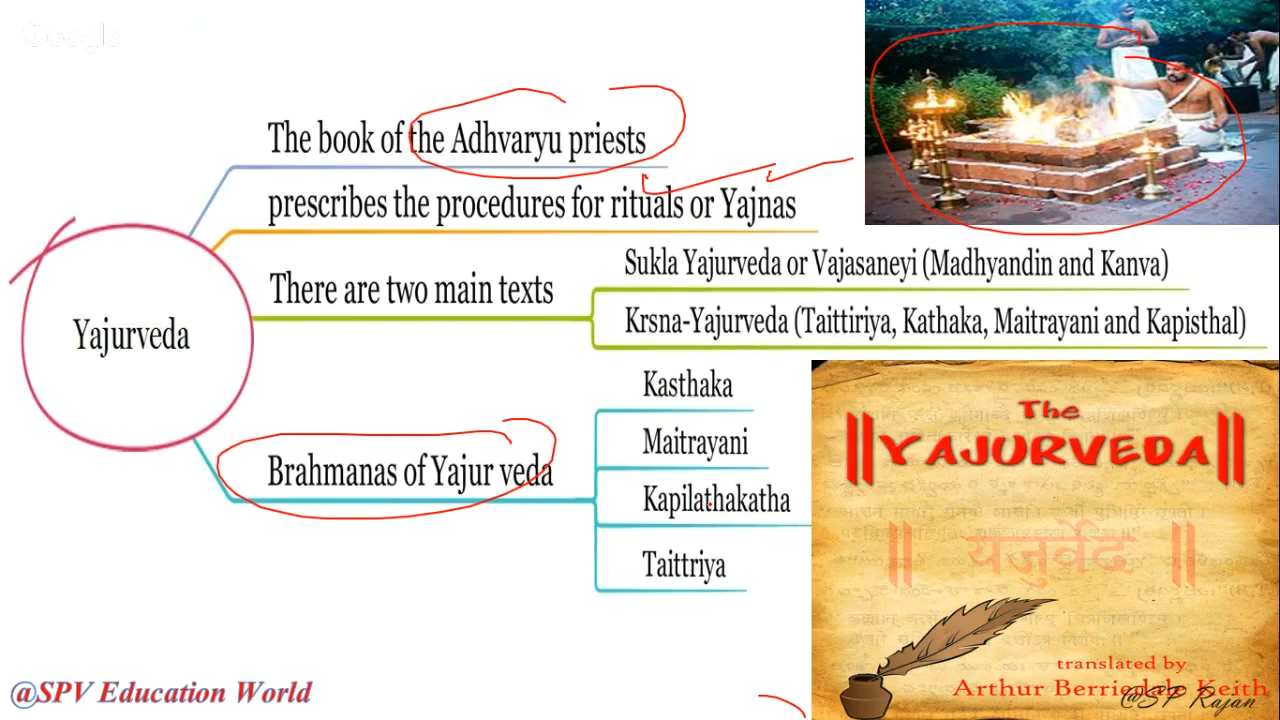 Google
The book of the Adhvaryu priests
prescribes the procedures for rituals or Yajnas
Yajurveda
There are two main texts
Sukla Yajurveda or Vajasaneyi (Madhyandin and Kanva)
Krsna-Yajurveda (Taittiriya, Kathaka, Maitrayani and Kapisthal)
Brahmanas of Yajur veda
Kasthaka
Maitrayani
Kapilathakatha
Taittriya
The
||YAJURVEDA||
|| यजुर्वेद ||
translated by
Arthur Berriedale Keith
@SP Rajan
@SPV Education World